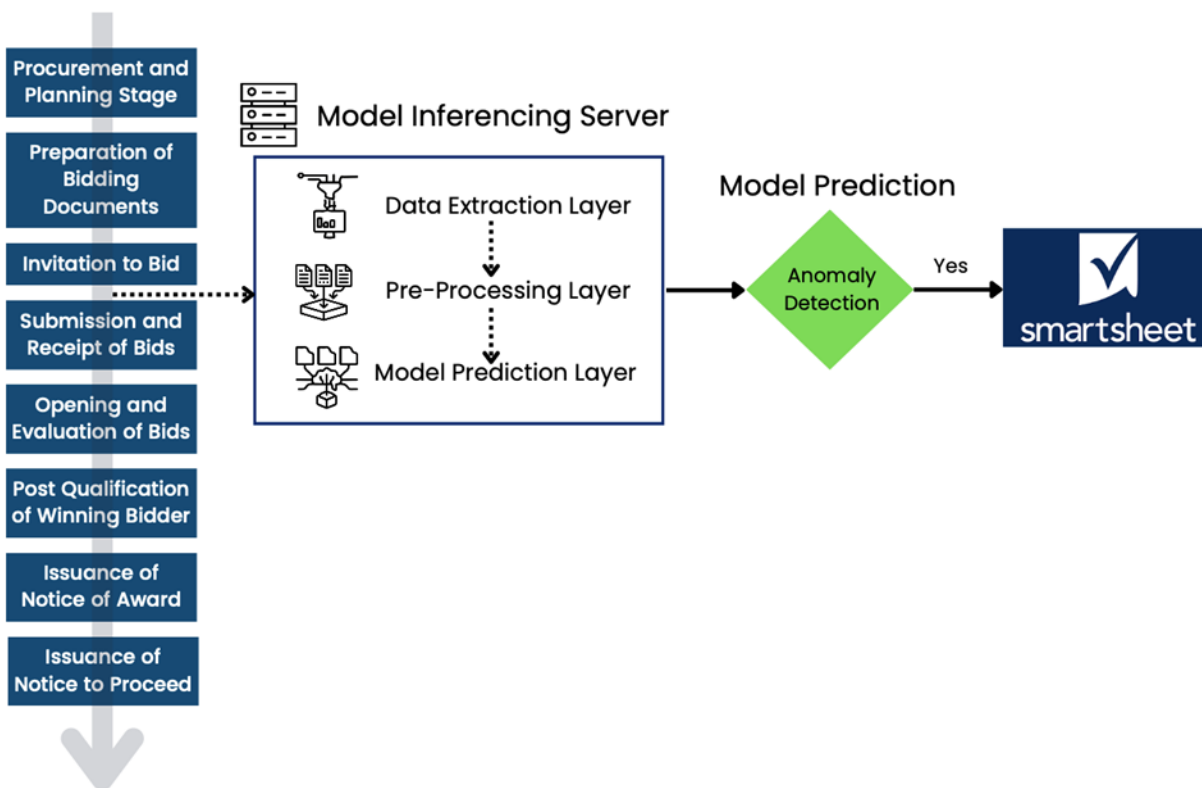 Procurement and
Planning Stage
Preparation of
Bidding
Documents
Invitation to Bid
Submission and
Receipt of Bids
Opening and
Evaluation of Bids
Post Qualification
of Winning Bidder
Issuance of
Notice of Award
Issuance of
Notice to Proceed
Model Inferencing Server
Data Extraction Layer
Pre-Processing Layer
Model Prediction Layer
Model Prediction
Anomaly
Detection
Yes
smartsheet